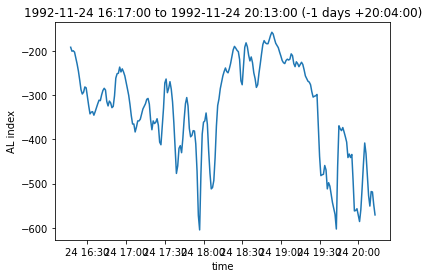 1992-11-24 16:17:00 to 1992-11-24 20:13:00 (-1 days +20:04:00)
−200
−300
−400
−500
−600
AL index
24 16:30 24 17:00 24 17:30 24 18:00 24 18:30 24 19:00 24 19:30 24 20:00
time